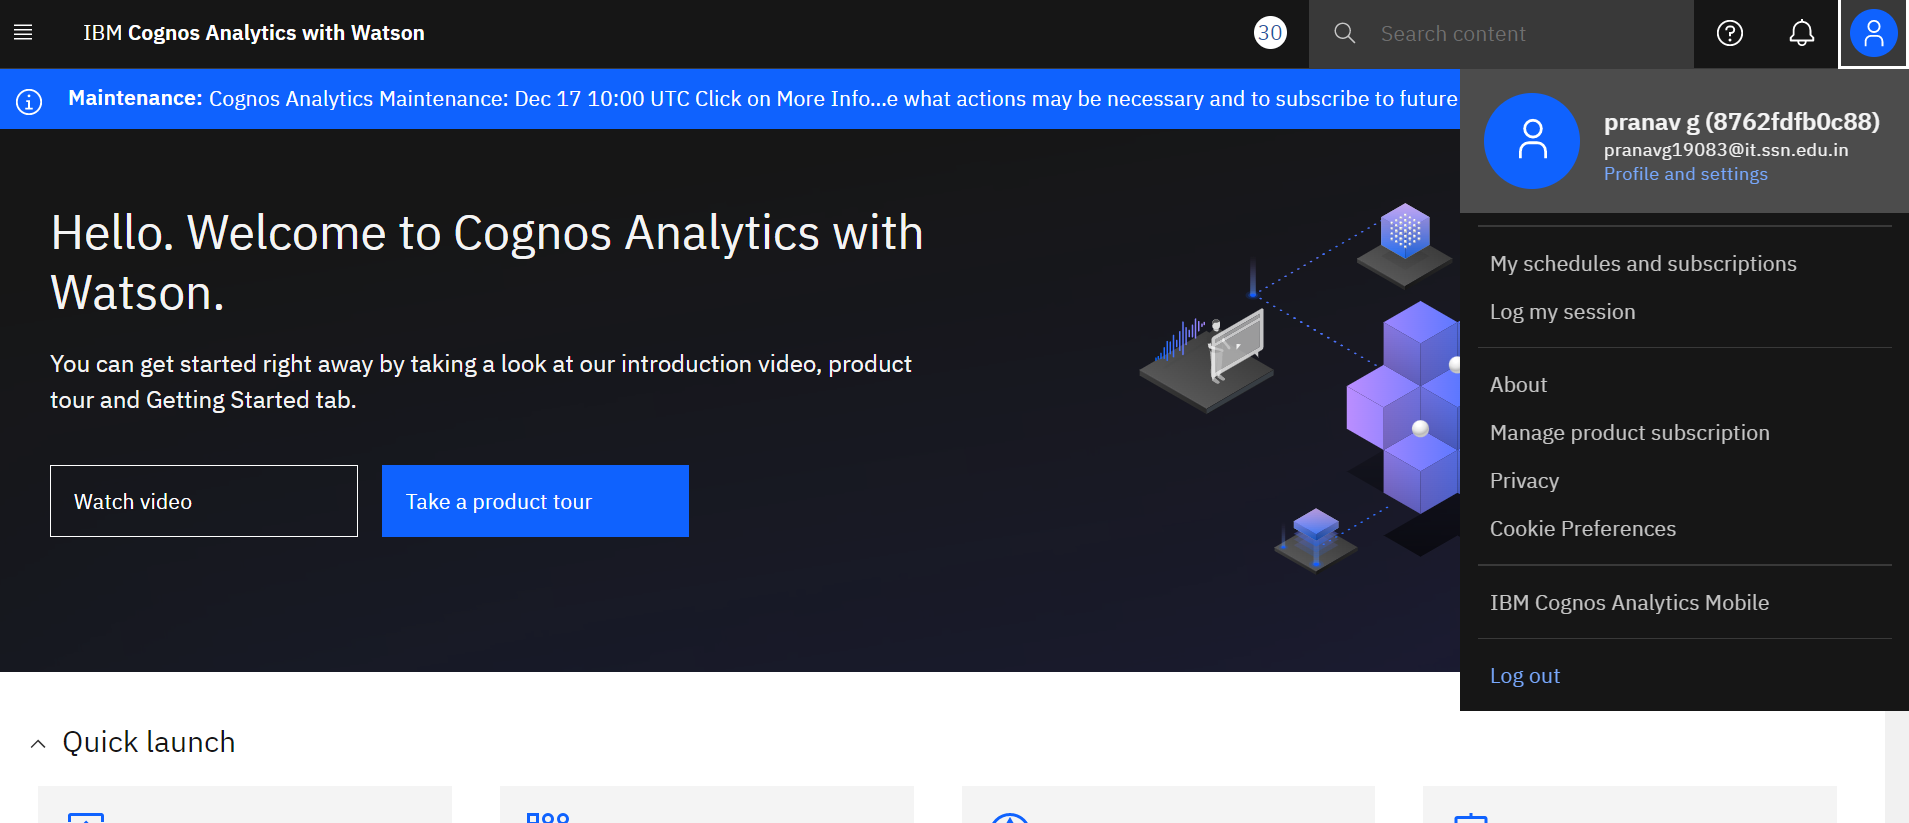 IBM Cognos Analytics with Watson
30
Search content
Maintenance: Cognos Analytics Maintenance: Dec 17 10:00 UTC Click on More Info...e what actions may be necessary and to subscribe to future
pranav g (8762fdfb0c88)
pranavg19083@it.ssn.edu.in
Profile and settings
Hello. Welcome to Cognos Analytics with
Watson.
You can get started right away by taking a look at our introduction video, product
tour and Getting Started tab.
Watch video
Take a product tour
My schedules and subscriptions
Log my session
About
Manage product subscription
Privacy
Cookie Preferences
IBM Cognos Analytics Mobile
Log out
Quick launch